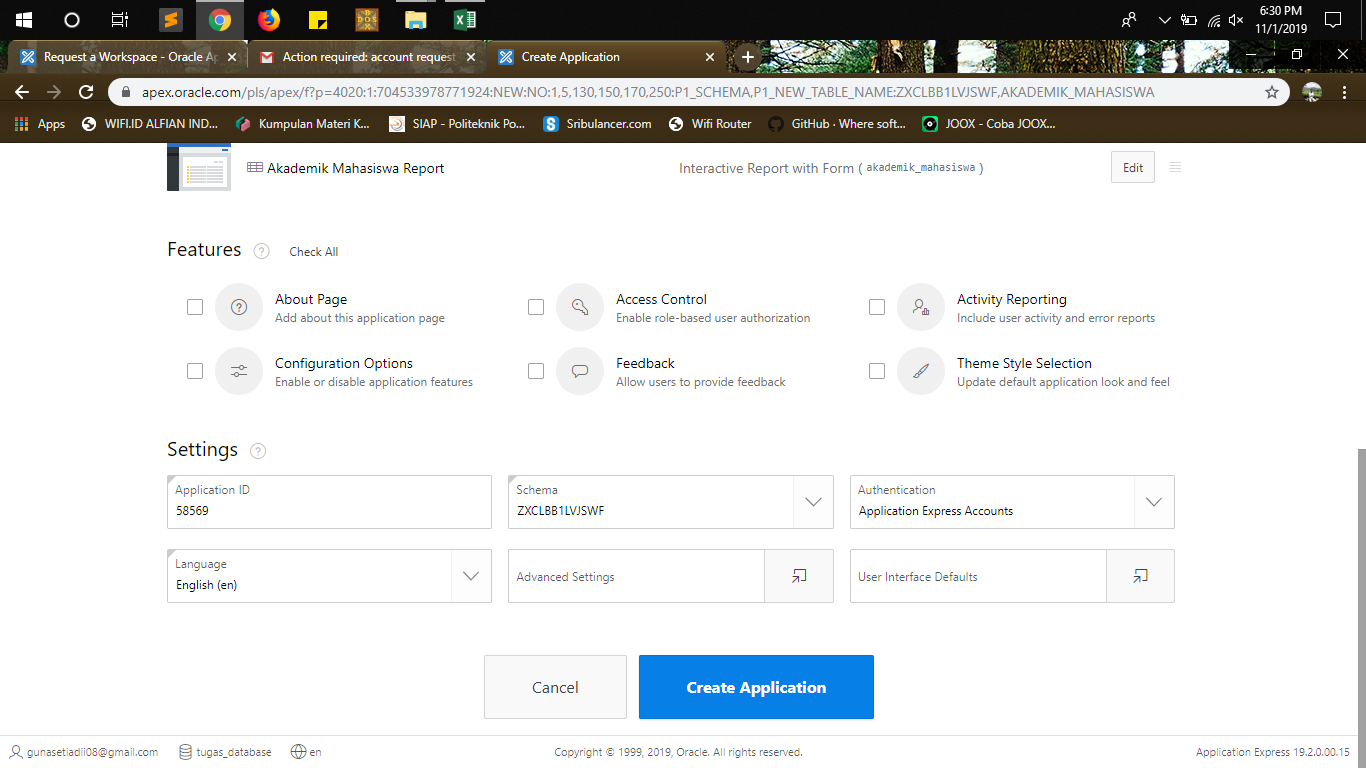 6:30 PM
11/1/2019
Request a Workspace - Oracle Ap
Action required: account request
Create Application
apex.oracle.com/pls/apex/f?p=4020:1:704533978771924:NEW:NO:1,5,130,150,170,250:P1_SCHEMA,P1_NEW_TABLE_NAME:ZXCLBB1LVJSWF,AKADEMIK_MAHASISWA
Apps
WIFI.ID ALFIAN IND...
Kumpulan Materi K...
SIAP - Politeknik Po...
Sribulancer.com
Wifi Router
GitHub · Where soft...
JOOX - Coba JOOX...
Akademik Mahasiswa Report
Interactive Report with Form ( akademik_mahasiswa )
Edit
Features
Check All
About Page
Add about this application page
Access Control
Enable role-based user authorization
Activity Reporting
Include user activity and error reports
Configuration Options
Enable or disable application features
Feedback
Allow users to provide feedback
Theme Style Selection
Update default application look and feel
Settings
Application ID
58569
Schema
ZXCLBB1LVJSWF
Authentication
Application Express Accounts
Language
English (en)
Advanced Settings
User Interface Defaults
Cancel
Create Application
gunasetiadii08@gmail.com
tugas_database
en
Copyright © 1999, 2019, Oracle. All rights reserved.
Application Express 19.2.0.00.15